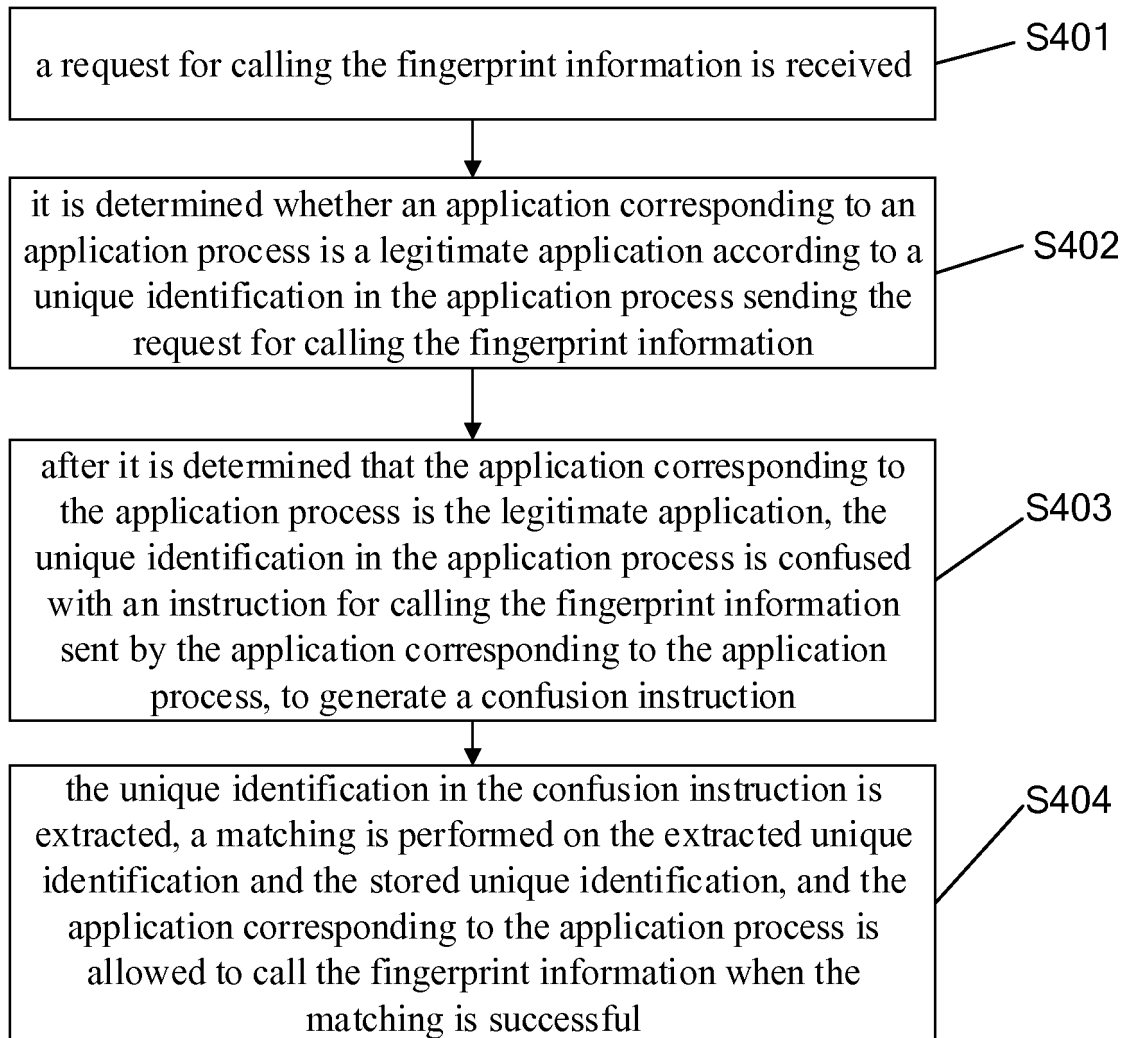 a request for calling the fingerprint information is received
S401
it is determined whether an application corresponding to an
application process is a legitimate application according to a
unique identification in the application process sending the
request for calling the fingerprint information
S402
after it is determined that the application corresponding to
the application process is the legitimate application, the
unique identification in the application process is confused
with an instruction for calling the fingerprint information
sent by the application corresponding to the application
process, to generate a confusion instruction
S403
the unique identification in the confusion instruction is
extracted, a matching is performed on the extracted unique
identification and the stored unique identification, and the
application corresponding to the application process is
allowed to call the fingerprint information when the
matching is successful
S404